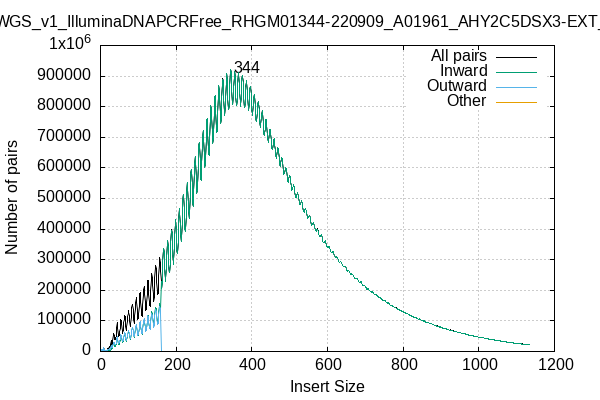 WGS_v1_IlluminaDNAPCRFree_RHGM01344-220909_A01961_AHY2C5DSX3-EXT_
1x10^6
900000
800000
700000
600000
500000
400000
300000
200000
100000
0
Number of pairs
344
All pairs
Inward
Outward
Other
0 200 400 600 800 1000 1200
Insert Size